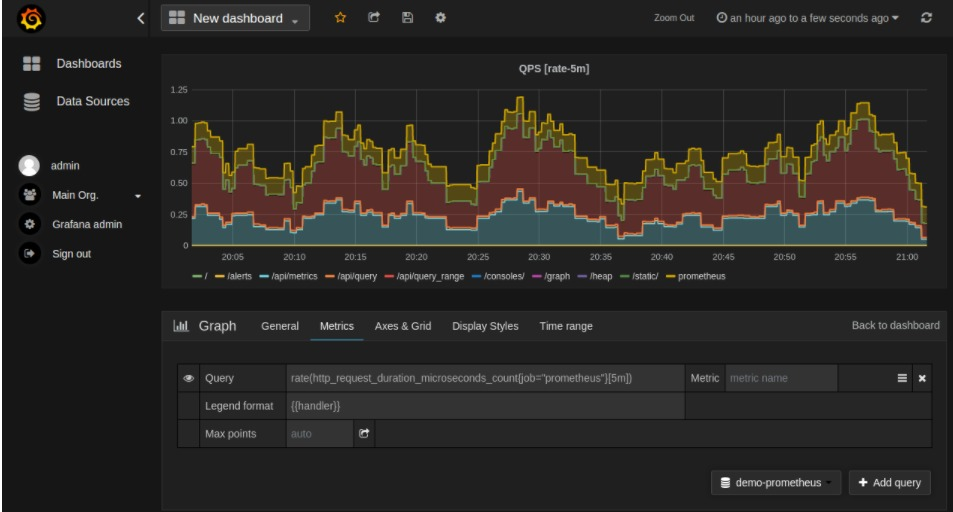 New dashboard
Zoom Out an hour ago to a few seconds ago
Dashboards
Data Sources
admin
Main Org.
Grafana admin
Sign out
QPS [rate-5m]
1.25
1.00
0.75
0.50
0.25
0
20:05 20:10 20:15 20:20 20:25 20:30 20:35 20:40 20:45 20:50 20:55 21:00
/ /alerts /api/metrics /api/query /api/query_range /consoles/ /graph /heap /static/ prometheus
Graph General Metrics Axes & Grid Display Styles Time range Back to dashboard
Query rate(http_request_duration_microseconds_count{job="prometheus"}[5m]) Metric metric name
Legend format {{handler}}
Max points auto
demo-prometheus + Add query